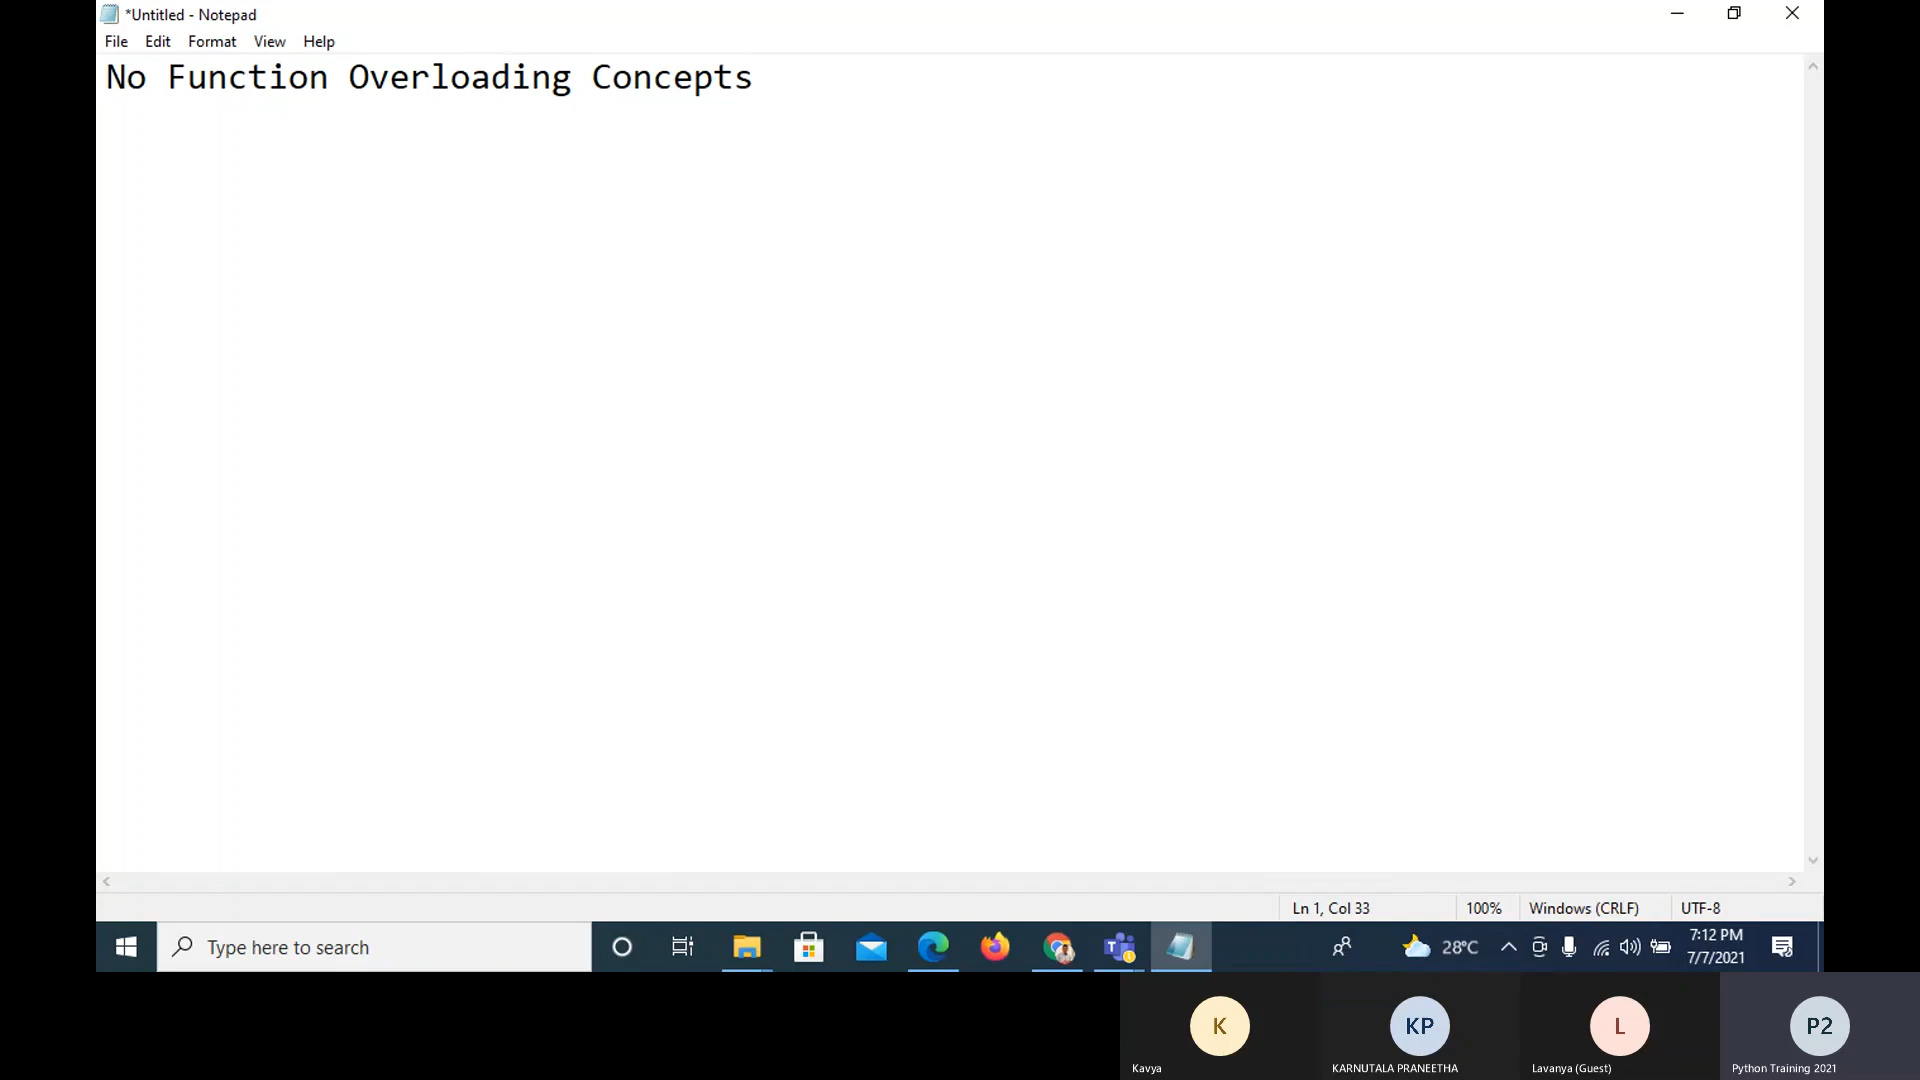 *Untitled - Notepad
File Edit Format View Help
No Function Overloading Concepts
Ln 1, Col 33 100% Windows (CRLF) UTF-8
Type here to search
28°C
7:12 PM
7/7/2021
K KP L P2
Kavya KARNUTALA PRANEETHA Lavanya (Guest) Python Training 2021